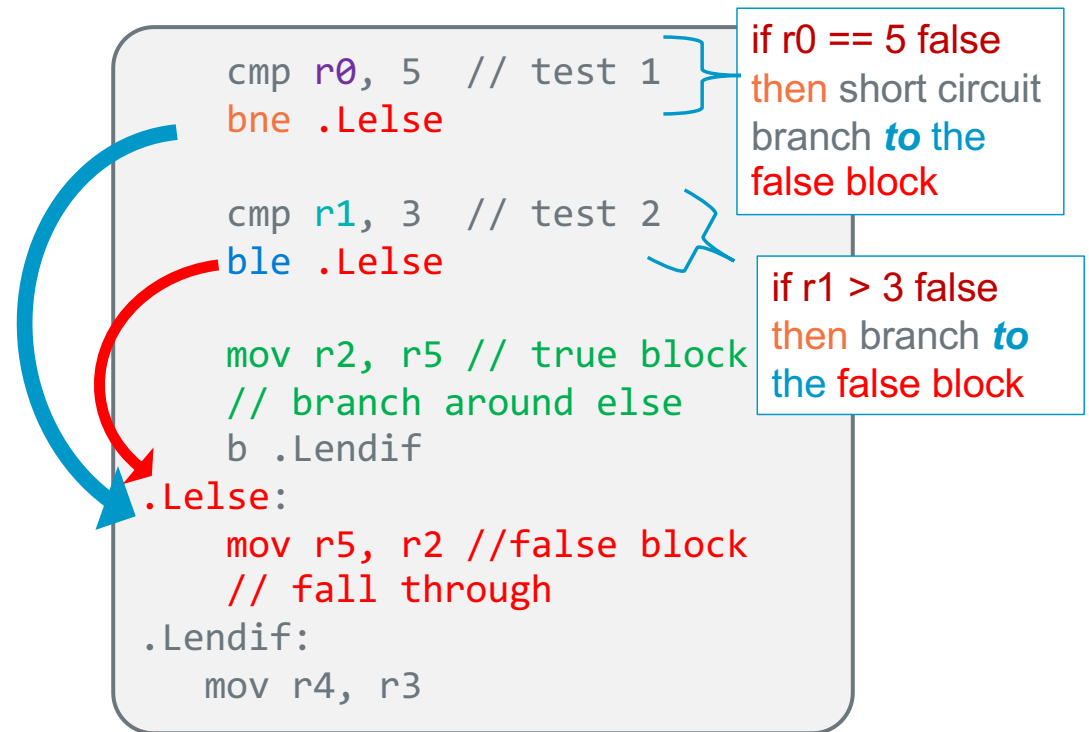 cmp r0, 5  // test 1
bne .Lelse
cmp r1, 3  // test 2
ble .Lelse
mov r2, r5 // true block
// branch around else
b .Lendif
.Lelse:
mov r5, r2 //false block
// fall through
.Lendif:
mov r4, r3
if r0 == 5 false
then short circuit
branch to the
false block
if r1 > 3 false
then branch to
the false block